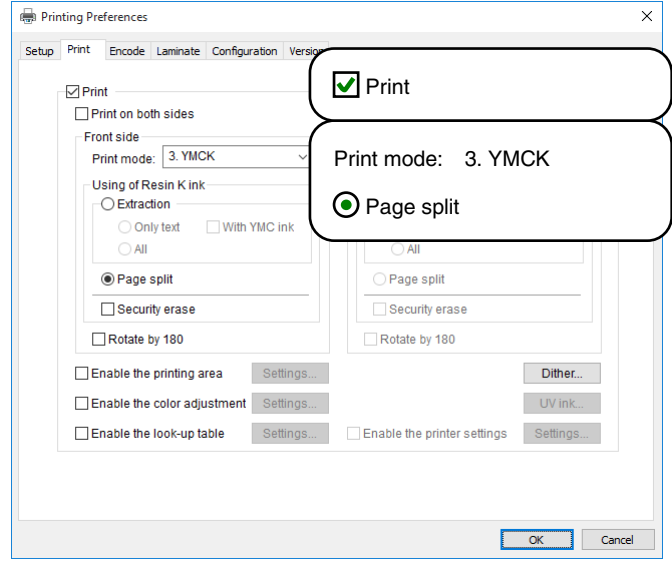 Printing Preferences
Setup Print Encode Laminate Configuration Version
Print
Print on both sides
Front side
Print mode: 3. YMCK
Using of Resin K ink
Extraction
Only text With YMC ink
All
Page split
Security erase
Rotate by 180
Print
Print mode: 3. YMCK
Page split
All
Page split
Security erase
Rotate by 180
Enable the printing area Settings... Dither...
Enable the color adjustment Settings... UV ink...
Enable the look-up table Settings... Enable the printer settings Settings...
OK Cancel